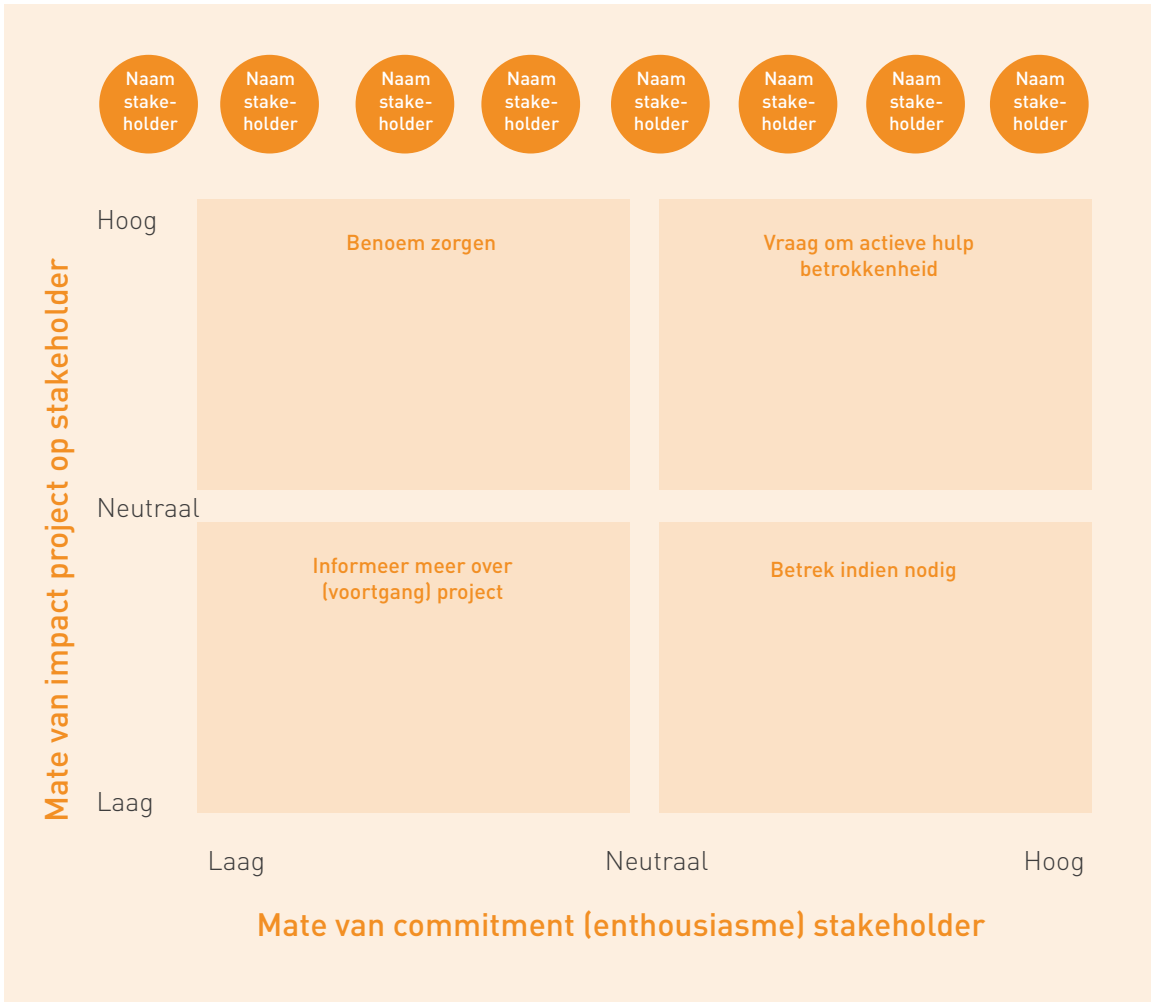 Naam
stake-
holder
Naam
stake-
holder
Naam
stake-
holder
Naam
stake-
holder
Naam
stake-
holder
Naam
stake-
holder
Naam
stake-
holder
Naam
stake-
holder
Mate van impact project op stakeholder
Hoog
Benoem zorgen
Vraag om actieve hulp
betrokkenheid
Neutraal
Informeer meer over
(voortgang) project
Betrek indien nodig
Laag
Laag
Neutraal
Hoog
Mate van commitment (enthousiasme) stakeholder